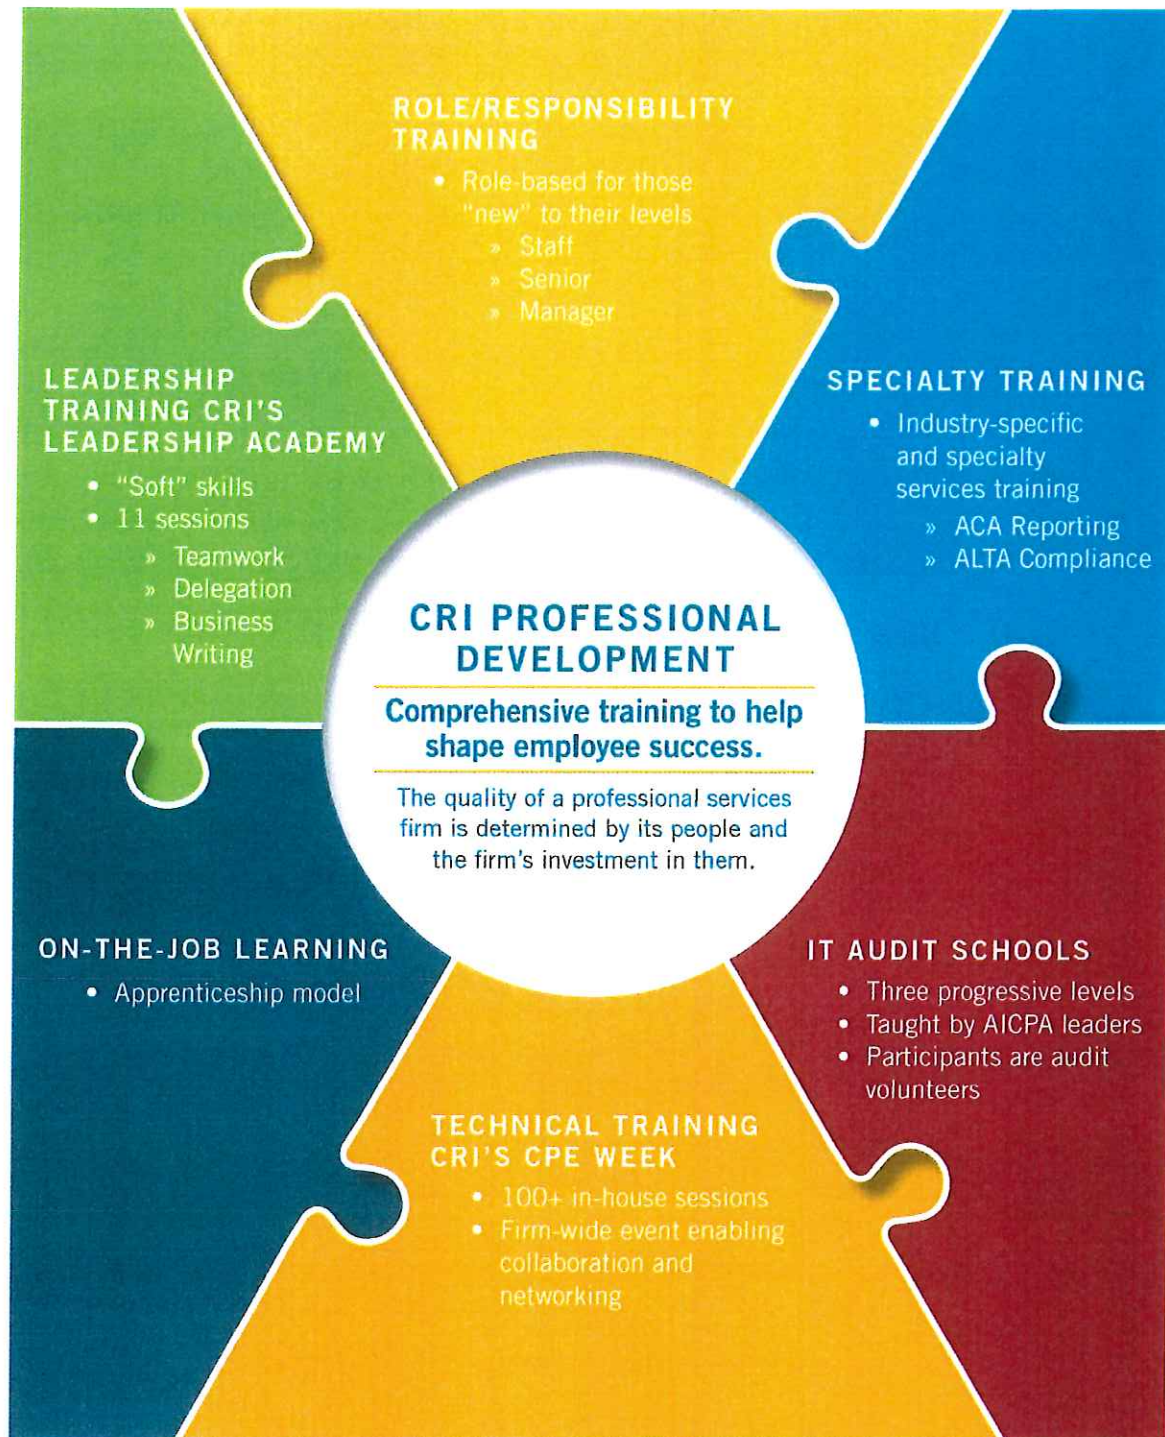 ROLE/RESPONSIBILITY
TRAINING
• Role-based for those
"new" to their levels
» Staff
» Senior
» Manager
LEADERSHIP
TRAINING CRI'S
LEADERSHIP ACADEMY
• "Soft" skills
• 11 sessions
» Teamwork
» Delegation
» Business
Writing
SPECIALTY TRAINING
• Industry-specific
and specialty
services training
» ACA Reporting
» ALTA Compliance
CRI PROFESSIONAL
DEVELOPMENT
Comprehensive training to help
shape employee success.
The quality of a professional services
firm is determined by its people and
the firm's investment in them.
ON-THE-JOB LEARNING
• Apprenticeship model
IT AUDIT SCHOOLS
• Three progressive levels
• Taught by AICPA leaders
• Participants are audit
volunteers
TECHNICAL TRAINING
CRI'S CPE WEEK
• 100+ in-house sessions
• Firm-wide event enabling
collaboration and
networking